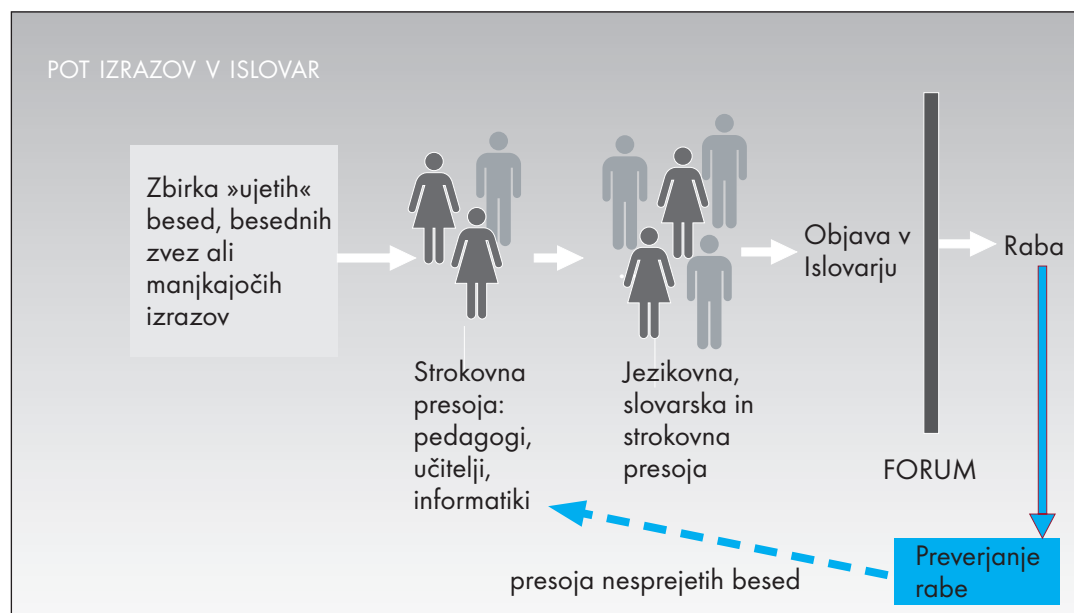 POT IZRAZOV V ISLOVAR
Zbirka »ujetih«
besed, besednih
zvez ali
manjkajočih
izrazov
Strokovna
presoja:
pedagogi,
učitelji,
informatiki
Jezikovna,
slovarska in
strokovna
presoja
Objava v
Islovarju
FORUM
Raba
Preverjanje
rabe
presoja nesprejetih besed